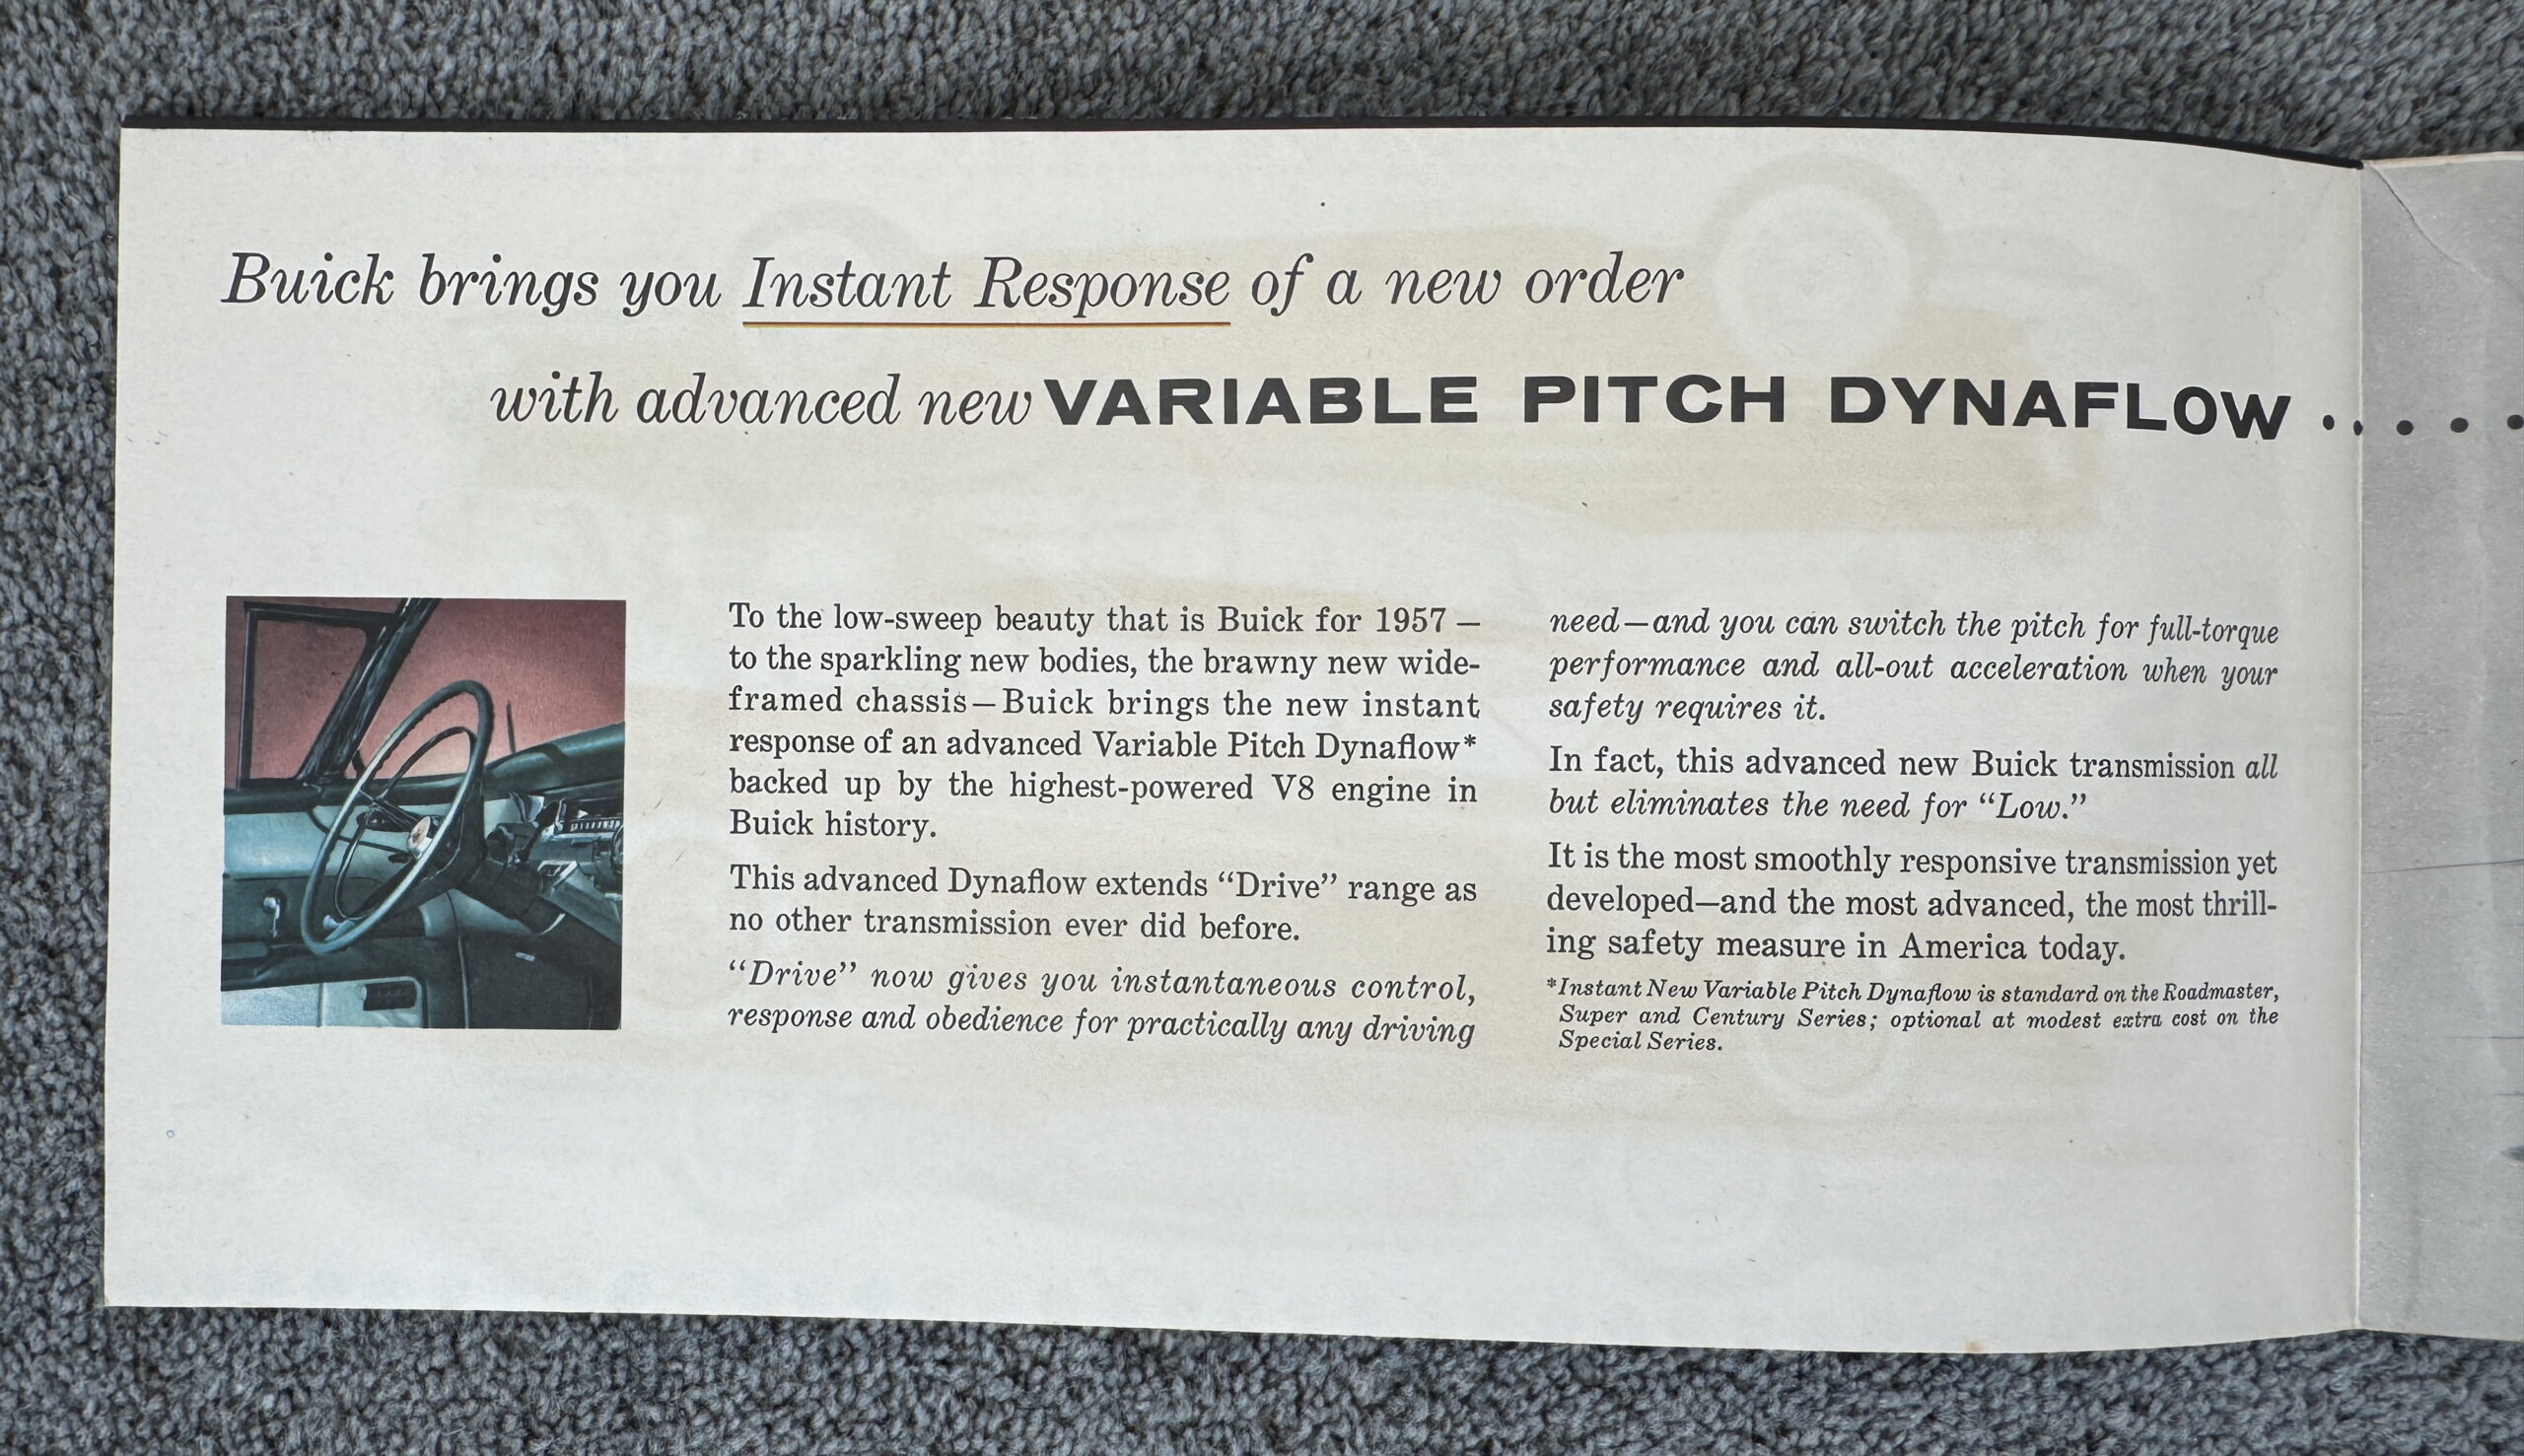 Buick brings you Instant Response of a new order
with advanced new VARIABLE PITCH DYNAFLOW . . . . .
To the low-sweep beauty that is Buick for 1957 —
to the sparkling new bodies, the brawny new wide-
framed chassis—Buick brings the new instant
response of an advanced Variable Pitch Dynaflow*
backed up by the highest-powered V8 engine in
Buick history.
This advanced Dynaflow extends “Drive” range as
no other transmission ever did before.
“Drive” now gives you instantaneous control,
response and obedience for practically any driving
need—and you can switch the pitch for full-torque
performance and all-out acceleration when your
safety requires it.
In fact, this advanced new Buick transmission all
but eliminates the need for “Low.”
It is the most smoothly responsive transmission yet
developed—and the most advanced, the most thrill-
ing safety measure in America today.
*Instant New Variable Pitch Dynaflow is standard on the Roadmaster,
Super and Century Series; optional at modest extra cost on the
Special Series.